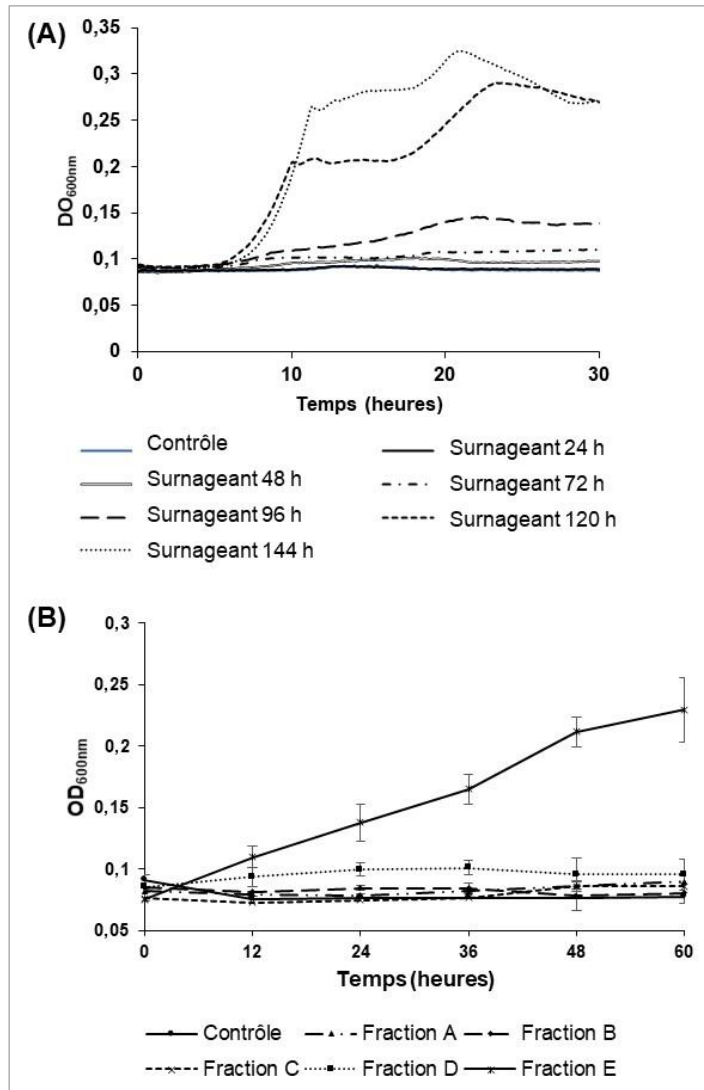 (A)
0,35
0,3
0,25
0,2
0,15
0,1
0,05
0
DO600nm
0 10 20 30
Temps (heures)
Contrôle Surnageant 24 h
Surnageant 48 h Surnageant 72 h
Surnageant 96 h Surnageant 120 h
Surnageant 144 h
(B)
0,3
0,25
0,2
0,15
0,1
0,05
OD600nm
0 12 24 36 48 60
Temps (heures)
Contrôle Fraction A Fraction B
Fraction C Fraction D Fraction E